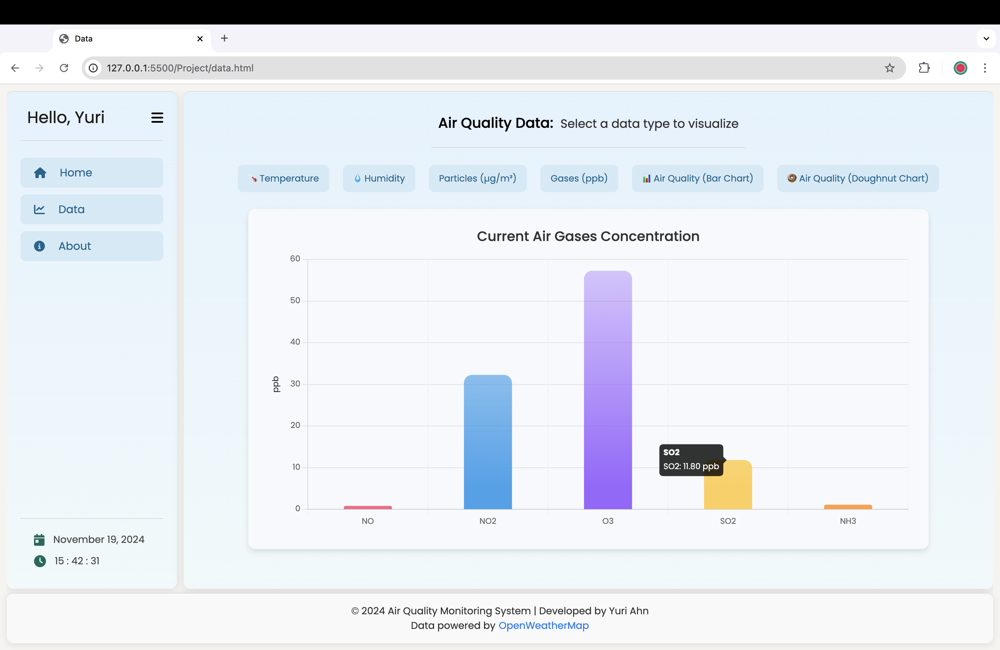 Data
127.0.0.1:5500/Project/data.html
Hello, Yuri
Home
Data
About
November 19, 2024
15 : 42 : 31
Air Quality Data: Select a data type to visualize
Temperature
Humidity
Particles (µg/m³)
Gases (ppb)
Air Quality (Bar Chart)
Air Quality (Doughnut Chart)
Current Air Gases Concentration
60
50
40
30
20
10
0
ppb
SO2
SO2: 11.80 ppb
NO
NO2
O3
SO2
NH3
© 2024 Air Quality Monitoring System | Developed by Yuri Ahn
Data powered by OpenWeatherMap